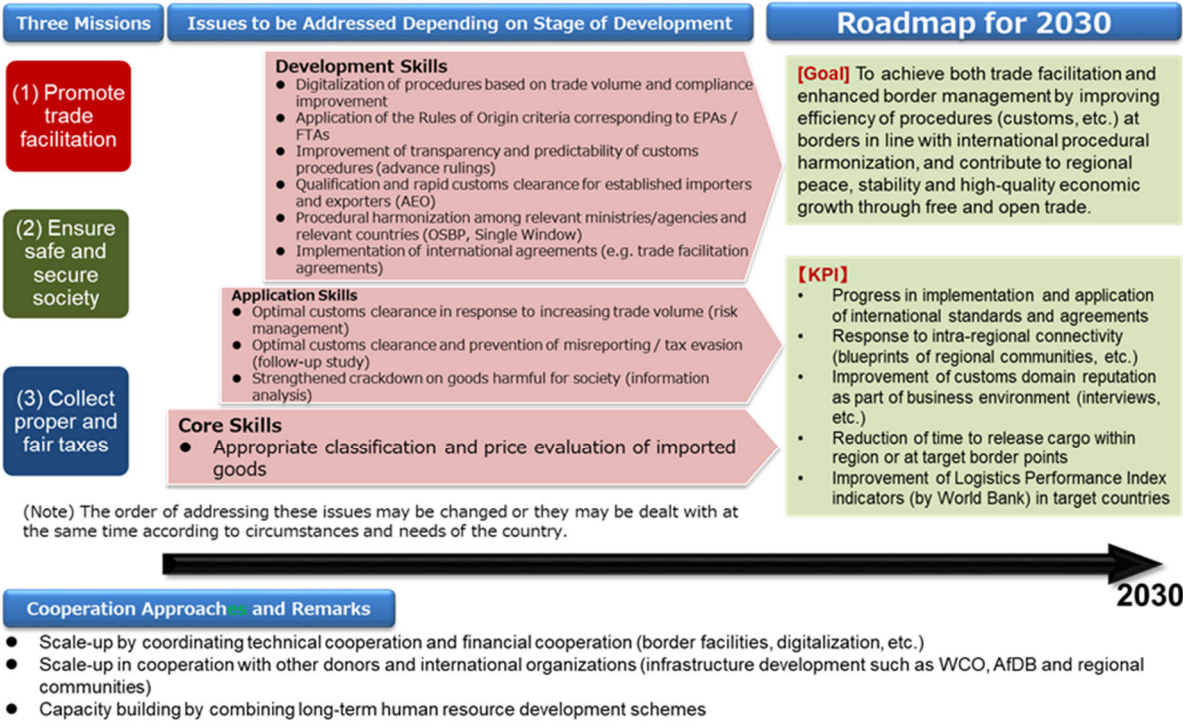 Three Missions
Issues to be Addressed Depending on Stage of Development
Roadmap for 2030
(1) Promote
trade
facilitation
(2) Ensure
safe and
secure
society
(3) Collect
proper and
fair taxes
Development Skills
● Digitalization of procedures based on trade volume and compliance
improvement
● Application of the Rules of Origin criteria corresponding to EPAs /
FTAs
● Improvement of transparency and predictability of customs
procedures (advance rulings)
● Qualification and rapid customs clearance for established importers
and exporters (AEO)
● Procedural harmonization among relevant ministries/agencies and
relevant countries (OSBP, Single Window)
● Implementation of international agreements (e.g. trade facilitation
agreements)
Application Skills
● Optimal customs clearance in response to increasing trade volume (risk
management)
● Optimal customs clearance and prevention of misreporting / tax evasion
(follow-up study)
● Strengthened crackdown on goods harmful for society (information
analysis)
Core Skills
● Appropriate classification and price evaluation of imported
goods
[Goal] To achieve both trade facilitation and
enhanced border management by improving
efficiency of procedures (customs, etc.) at
borders in line with international procedural
harmonization, and contribute to regional
peace, stability and high-quality economic
growth through free and open trade.
【KPI】
• Progress in implementation and application
of international standards and agreements
• Response to intra-regional connectivity
(blueprints of regional communities, etc.)
• Improvement of customs domain reputation
as part of business environment (interviews,
etc.)
• Reduction of time to release cargo within
region or at target border points
• Improvement of Logistics Performance Index
indicators (by World Bank) in target countries
(Note) The order of addressing these issues may be changed or they may be dealt with at
the same time according to circumstances and needs of the country.
2030
Cooperation Approaches and Remarks
● Scale-up by coordinating technical cooperation and financial cooperation (border facilities, digitalization, etc.)
● Scale-up in cooperation with other donors and international organizations (infrastructure development such as WCO, AfDB and regional
communities)
● Capacity building by combining long-term human resource development schemes